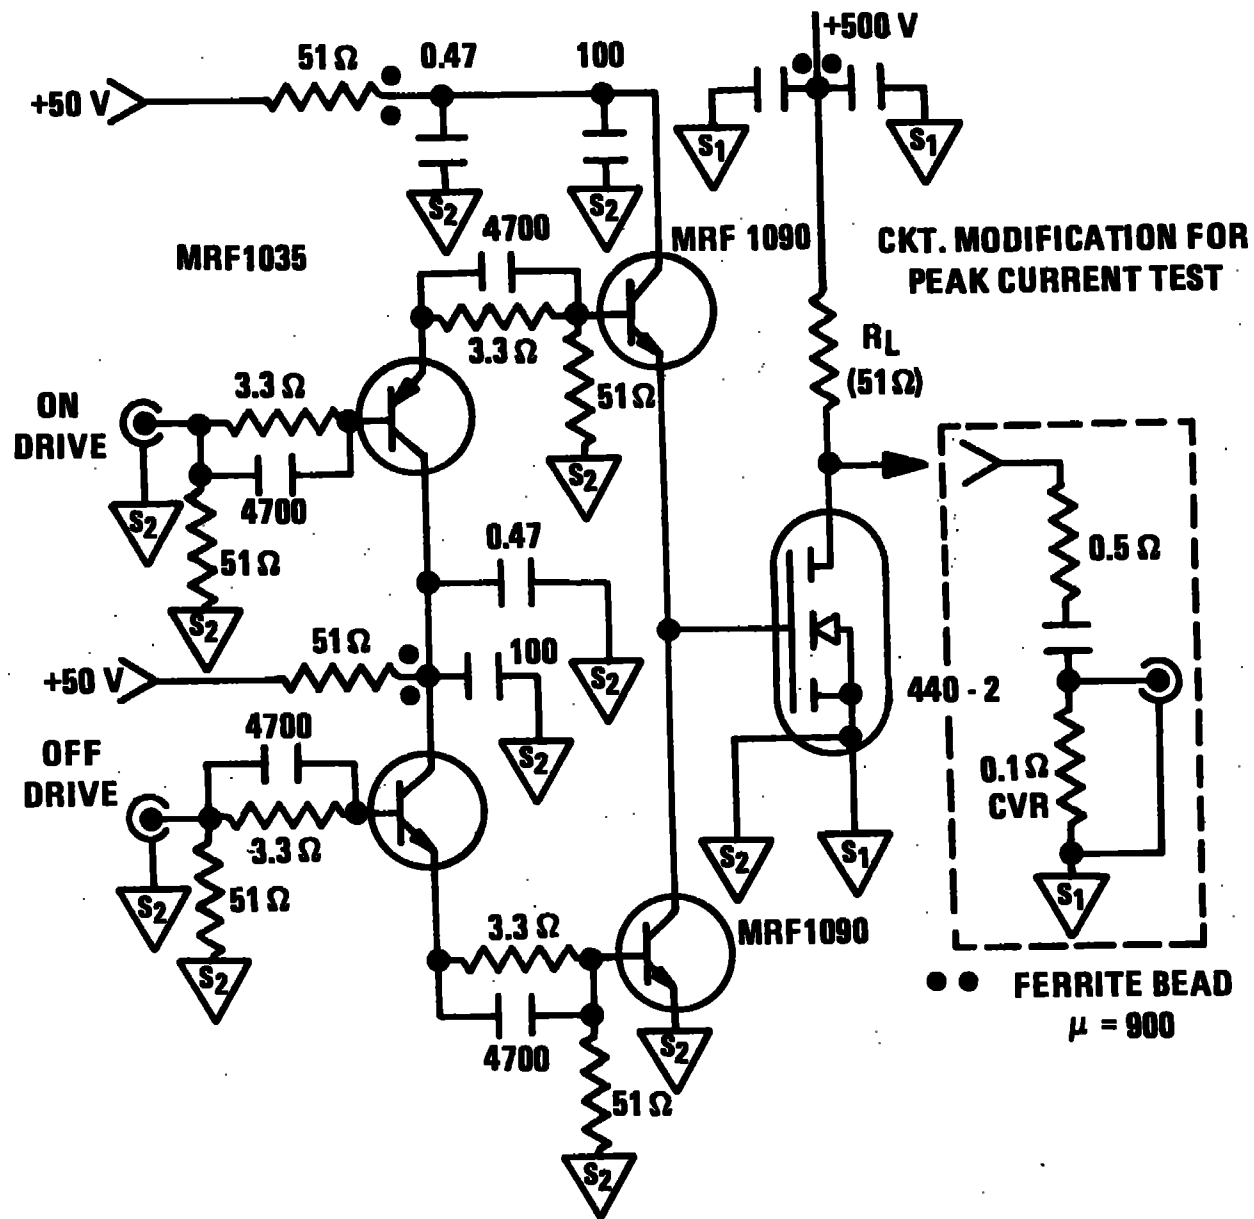 +500 V
51 Ω
0.47
100
+50 V
S1
S1
S2
S2
4700
MRF1035
MRF 1090
CKT. MODIFICATION FOR
PEAK CURRENT TEST
3.3 Ω
RL
(51 Ω)
3.3 Ω
51 Ω
ON
DRIVE
S2
4700
S2
51 Ω
0.47
0.5 Ω
S2
51 Ω
100
+50 V
S2
440 - 2
4700
OFF
DRIVE
S2
0.1 Ω
CVR
3.3 Ω
S2
S1
S1
51 Ω
S2
3.3 Ω
MRF1090
S2
FERRITE BEAD
μ = 900
4700
S2
51 Ω
S2